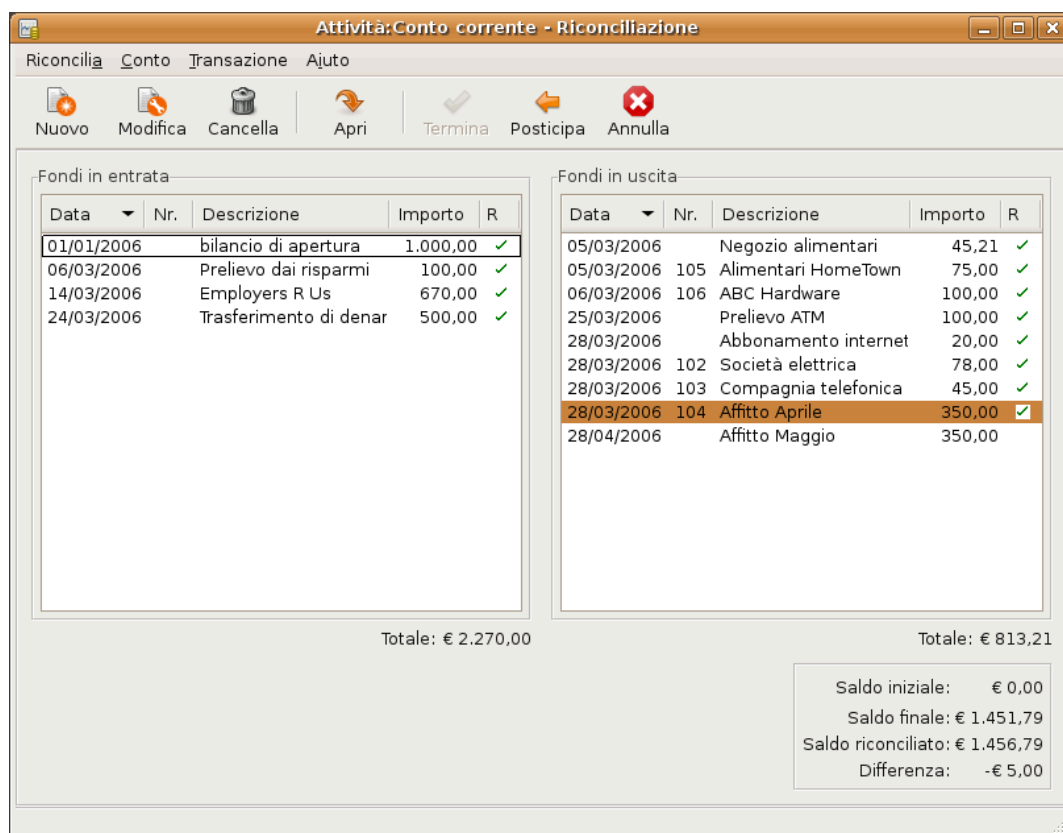 Attività:Conto corrente - Riconciliazione
Riconcilia Conto Transazione Aiuto
Nuovo Modifica Cancella Apri Termina Posticipa Annulla
Fondi in entrata
Data Nr. Descrizione Importo R
01/01/2006 bilancio di apertura 1.000,00
06/03/2006 Prelievo dai risparmi 100,00
14/03/2006 Employers R Us 670,00
24/03/2006 Trasferimento di denar 500,00
Totale: € 2.270,00
Fondi in uscita
Data Nr. Descrizione Importo R
05/03/2006 Negozio alimentari 45,21
05/03/2006 105 Alimentari HomeTown 75,00
06/03/2006 106 ABC Hardware 100,00
25/03/2006 Prelievo ATM 100,00
28/03/2006 Abbonamento internet 20,00
28/03/2006 102 Società elettrica 78,00
28/03/2006 103 Compagnia telefonica 45,00
28/03/2006 104 Affitto Aprile 350,00
28/04/2006 Affitto Maggio 350,00
Totale: € 813,21
Saldo iniziale: € 0,00
Saldo finale: € 1.451,79
Saldo riconciliato: € 1.456,79
Differenza: -€ 5,00